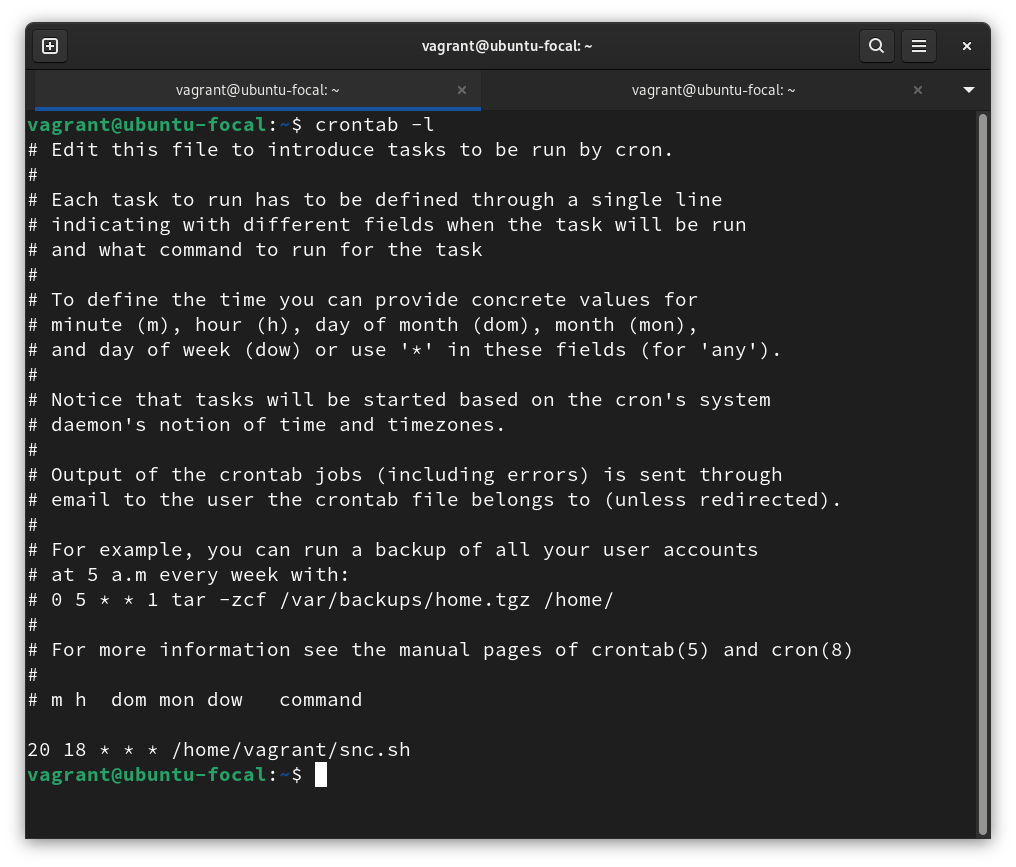 vagrant@ubuntu-focal: ~
vagrant@ubuntu-focal: ~
vagrant@ubuntu-focal: ~
vagrant@ubuntu-focal:~$ crontab -l
# Edit this file to introduce tasks to be run by cron.
#
# Each task to run has to be defined through a single line
# indicating with different fields when the task will be run
# and what command to run for the task
#
# To define the time you can provide concrete values for
# minute (m), hour (h), day of month (dom), month (mon),
# and day of week (dow) or use '*' in these fields (for 'any').
#
# Notice that tasks will be started based on the cron's system
# daemon's notion of time and timezones.
#
# Output of the crontab jobs (including errors) is sent through
# email to the user the crontab file belongs to (unless redirected).
#
# For example, you can run a backup of all your user accounts
# at 5 a.m every week with:
# 0 5 * * 1 tar -zcf /var/backups/home.tgz /home/
#
# For more information see the manual pages of crontab(5) and cron(8)
#
# m h  dom mon dow   command

20 18 * * * /home/vagrant/snc.sh
vagrant@ubuntu-focal:~$